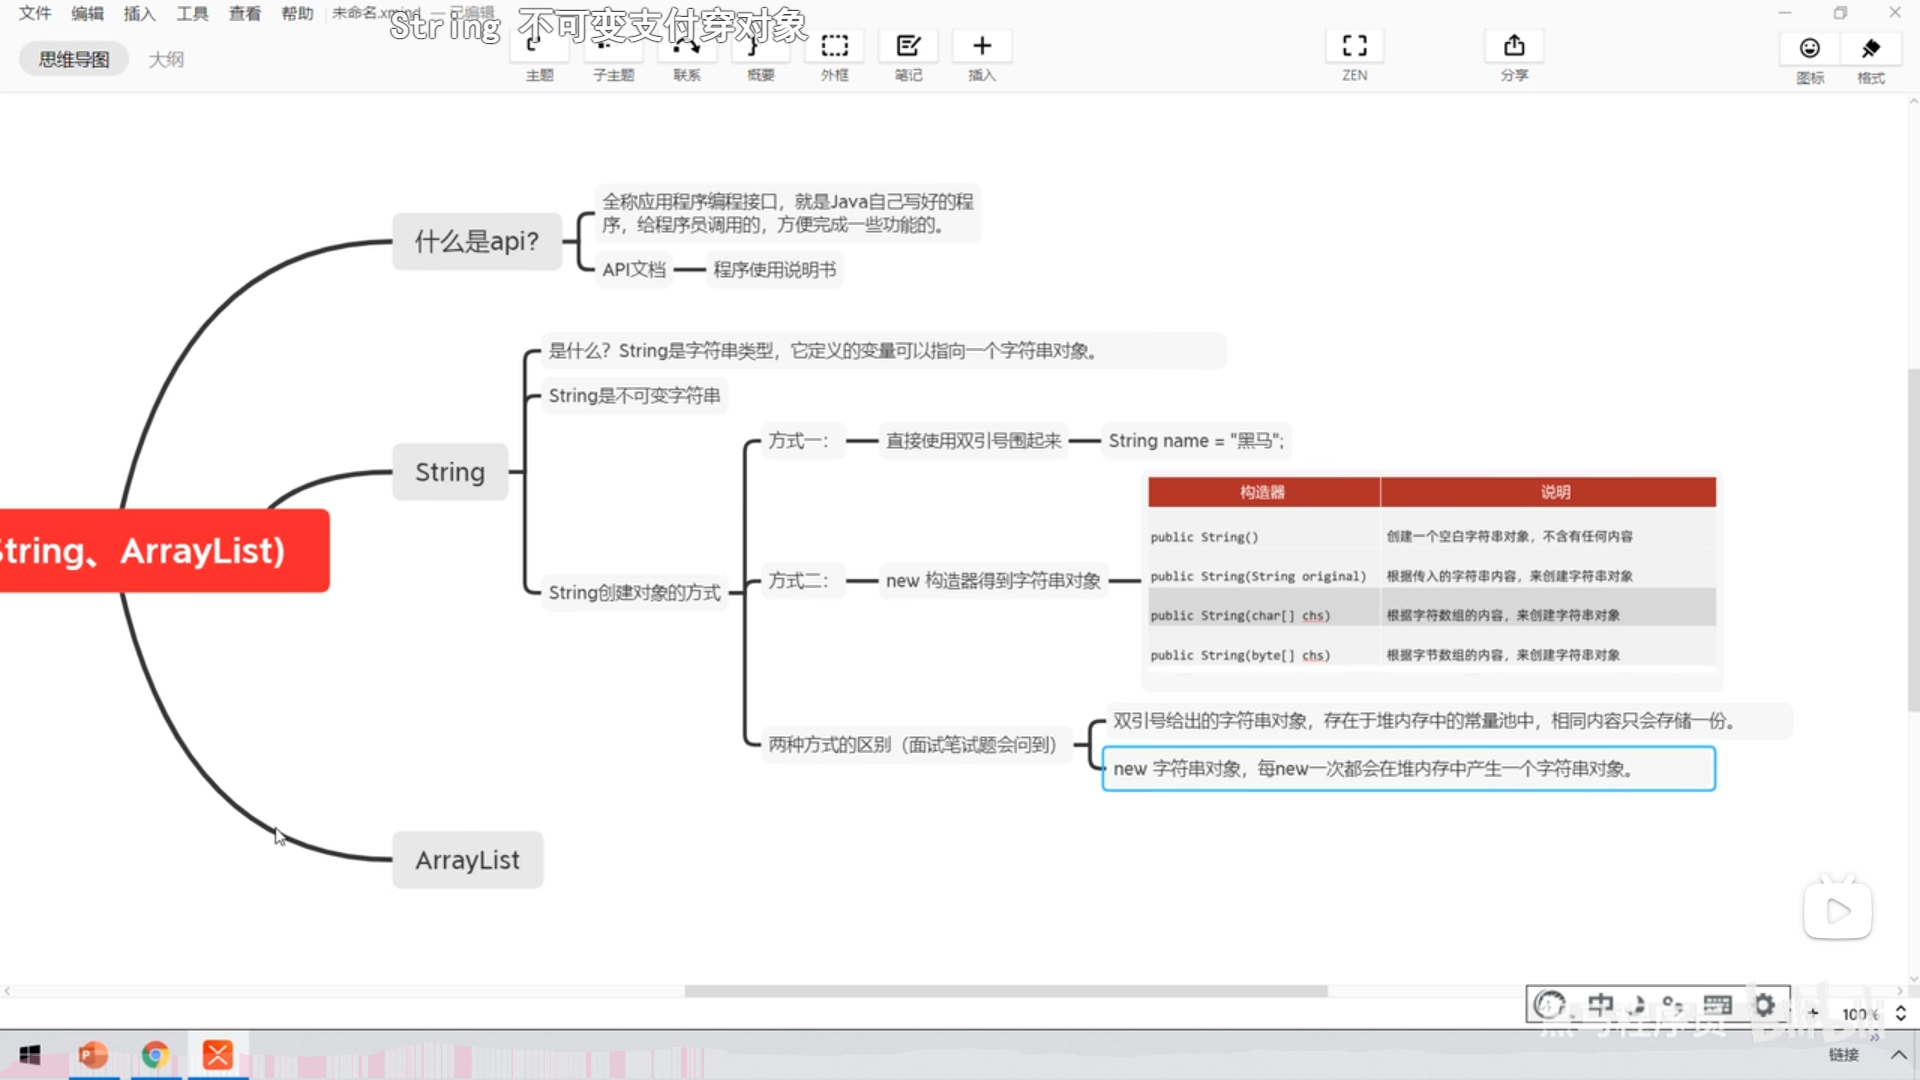 文件 编辑 插入 工具 查看 帮助 未命名.xmind — 已编辑
String 不可变支付穿对象
思维导图 大纲
主题 子主题 联系 概要 外框 笔记 插入 ZEN 分享 图标 格式
什么是api?
全称应用程序编程接口，就是Java自己写好的程
序，给程序员调用的，方便完成一些功能的。
API文档 程序使用说明书
是什么？String是字符串类型，它定义的变量可以指向一个字符串对象。
String是不可变字符串
String
方式一： 直接使用双引号围起来 String name = "黑马";
构造器 说明
public String() 创建一个空白字符串对象，不含有任何内容
String、ArrayList)
方式二： new 构造器得到字符串对象
public String(String original) 根据传入的字符串内容，来创建字符串对象
String创建对象的方式
public String(char[] chs) 根据字符数组的内容，来创建字符串对象
public String(byte[] chs) 根据字节数组的内容，来创建字符串对象
两种方式的区别（面试笔试题会问到）
双引号给出的字符串对象，存在于堆内存中的常量池中，相同内容只会存储一份。
new 字符串对象，每new一次都会在堆内存中产生一个字符串对象。
ArrayList
中
黑马程序员
bilibili
100%
链接